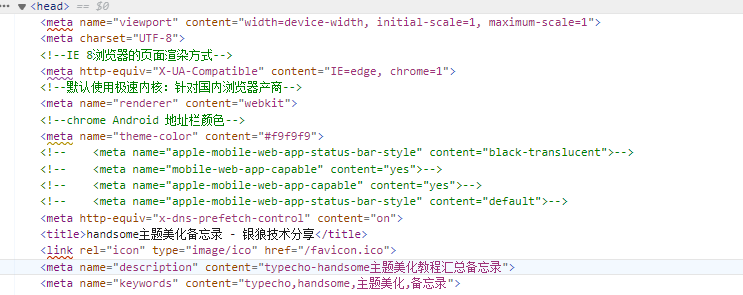 <head> == $0
<meta name="viewport" content="width=device-width, initial-scale=1, maximum-scale=1">
<meta charset="UTF-8">
<!--IE 8浏览器的页面渲染方式-->
<meta http-equiv="X-UA-Compatible" content="IE=edge, chrome=1">
<!--默认使用极速内核：针对国内浏览器产商-->
<meta name="renderer" content="webkit">
<!--chrome Android 地址栏颜色-->
<meta name="theme-color" content="#f9f9f9">
<!--    <meta name="apple-mobile-web-app-status-bar-style" content="black-translucent">-->
<!--    <meta name="mobile-web-app-capable" content="yes">-->
<!--    <meta name="apple-mobile-web-app-capable" content="yes">-->
<!--    <meta name="apple-mobile-web-app-status-bar-style" content="default">-->
<meta http-equiv="x-dns-prefetch-control" content="on">
<title>handsome主题美化备忘录 - 银狼技术分享</title>
<link rel="icon" type="image/ico" href="/favicon.ico">
<meta name="description" content="typecho-handsome主题美化教程汇总备忘录">
<meta name="keywords" content="typecho,handsome,主题美化,备忘录">